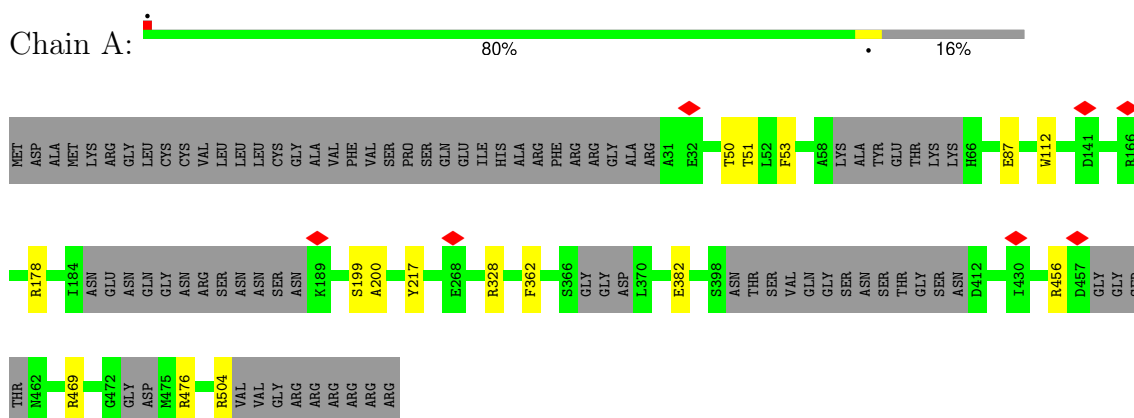 Chain A:
80% 16%
MET ASP ALA MET LYS ARG GLY LEU CYS CYS VAL LEU LEU LEU CYS GLY ALA VAL PHE VAL SER PRO SER GLN GLU ILE HIS ALA ARG PHE ARG ARG GLY ALA ARG A31 E32 T50 T51 L52 F53 A58 LYS ALA TYR GLU THR LYS LYS H66 E87 W112 D141 R166
R178 I184 ASN GLU ASN GLN GLY ASN ARG SER ASN ASN SER ASN K189 S199 A200 Y217 E268 R328 F362 S366 GLY GLY ASP L370 E382 S398 ASN THR SER VAL GLN GLY SER ASN SER THR GLY SER ASN D412 I430 R456 D457 GLY GLY
THR N462 R469 G472 GLY ASP M475 R476 R504 VAL VAL GLY ARG ARG ARG ARG ARG ARG